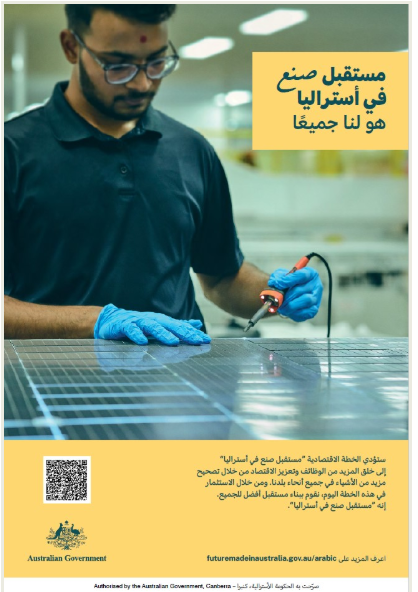 مستقبل صنع
في أستراليا
هو لنا جميعًا
ستؤدي الخطة الاقتصادية "مستقبل صنع في أستراليا"
إلى خلق المزيد من الوظائف وتعزيز الاقتصاد من خلال تصحيح
مزيد من الأشياء في جميع أنحاء بلدنا. ومن خلال الاستثمار
في هذه الخطة اليوم، نقوم ببناء مستقبل أفضل للجميع.
إنه "مستقبل صنع في أستراليا".
Australian Government
اعرف المزيد على futuremadeinaustralia.gov.au/arabic
Authorised by the Australian Government, Canberra – صرّحت به الحكومة الأسترالية، كانبرا